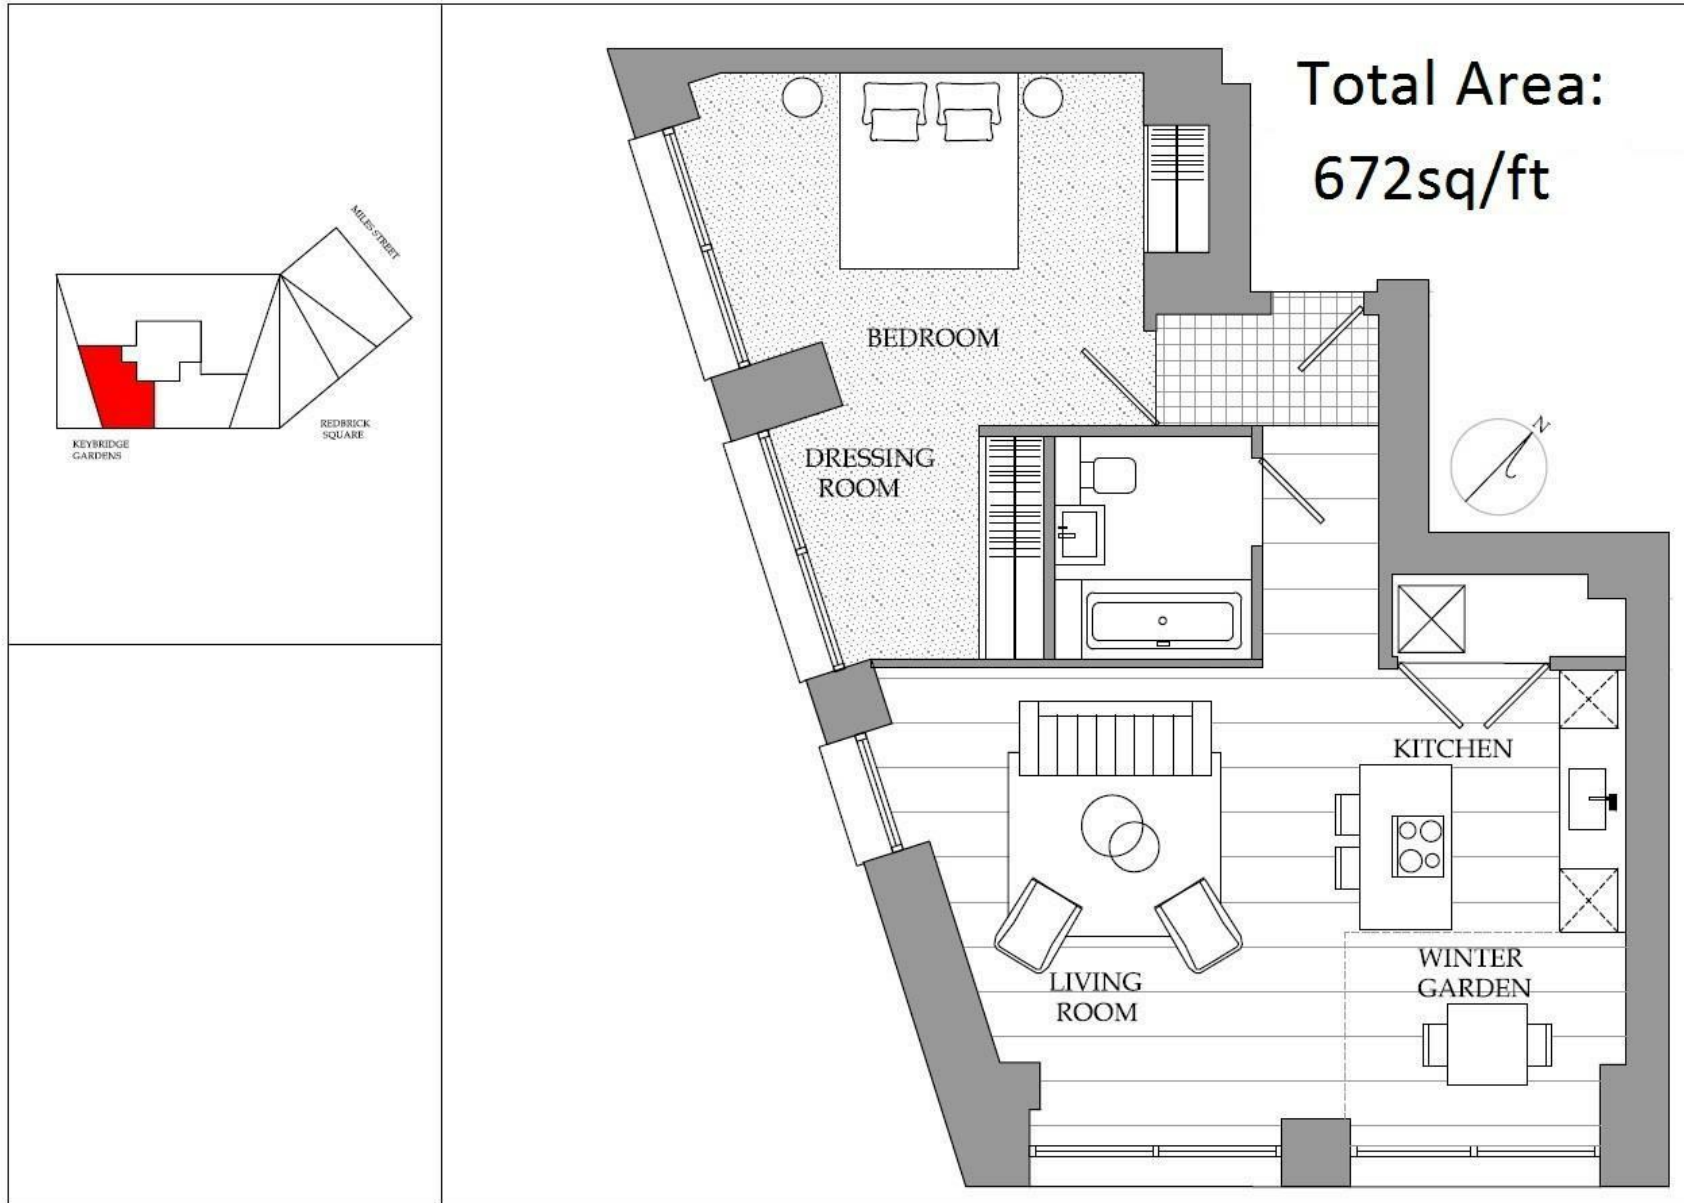 Total Area:
672sq/ft
MILES STREET
REDBRICK
SQUARE
KEYBRIDGE
GARDENS
BEDROOM
DRESSING
ROOM
N
KITCHEN
LIVING
ROOM
WINTER
GARDEN